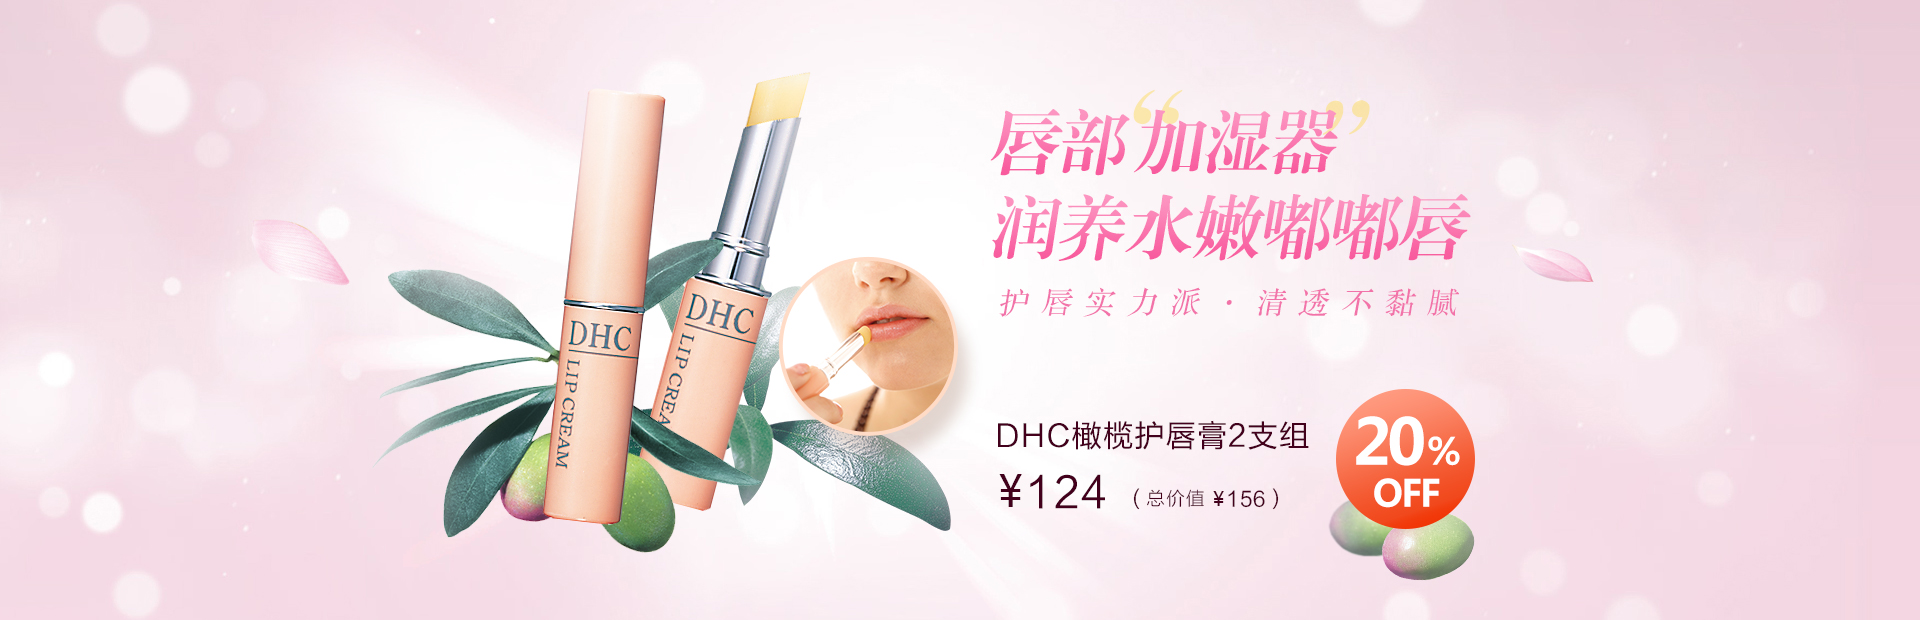 唇部“加湿器”
润养水嫩嘟嘟唇
护唇实力派·清透不黏腻
DHC
LIP CREAM
DHC
LIP CREA
DHC橄榄护唇膏2支组
¥124 (总价值 ¥156)
20%
OFF